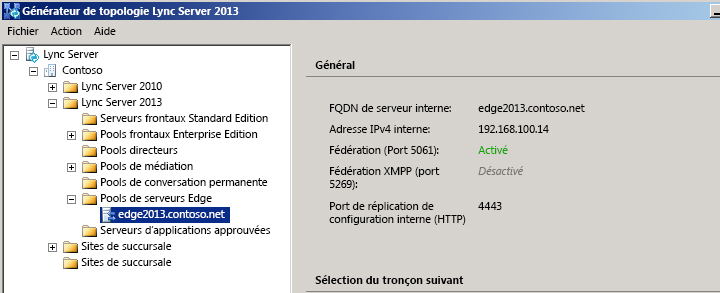 Générateur de topologie Lync Server 2013
Fichier Action Aide
Lync Server
Contoso
Lync Server 2010
Lync Server 2013
Serveurs frontaux Standard Edition
Pools frontaux Enterprise Edition
Pools directeurs
Pools de médiation
Pools de conversation permanente
Pools de serveurs Edge
edge2013.contoso.net
Serveurs d'applications approuvées
Sites de succursale
Sites de succursale
Général
FQDN de serveur interne: edge2013.contoso.net
Adresse IPv4 interne: 192.168.100.14
Fédération (Port 5061): Activé
Fédération XMPP (port 5269): Désactivé
Port de réplication de configuration interne (HTTP) 4443
Sélection du tronçon suivant